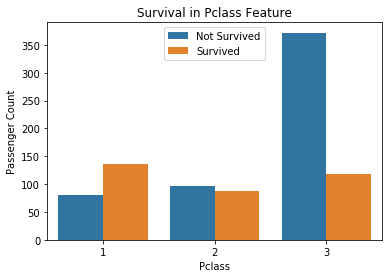 Survival in Pclass Feature
Not Survived
Survived
Passenger Count
350
300
250
200
150
100
50
0
1 2 3
Pclass